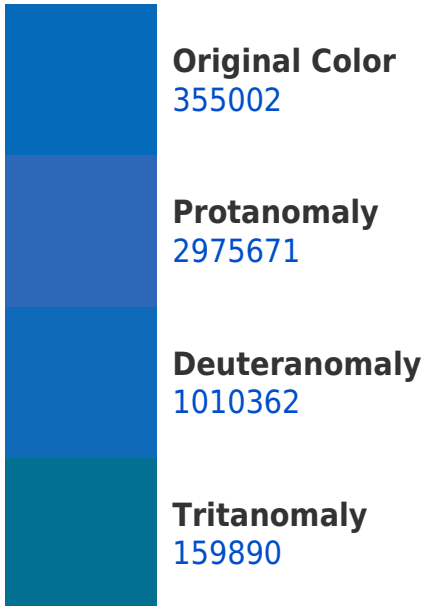 Original Color
355002
Protanomaly
2975671
Deuteranomaly
1010362
Tritanomaly
159890